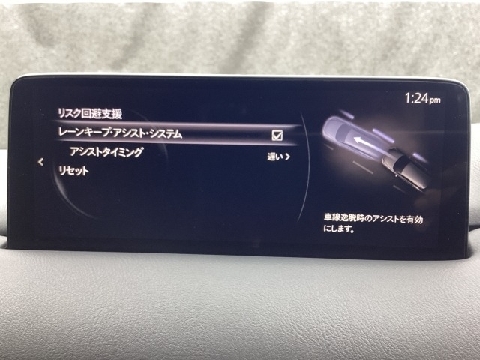 1:24pm
リスク回避支援
レーンキープ・アシスト・システム
アシストタイミング
遅い
リセット
車線逸脱時のアシストを有効
にします。